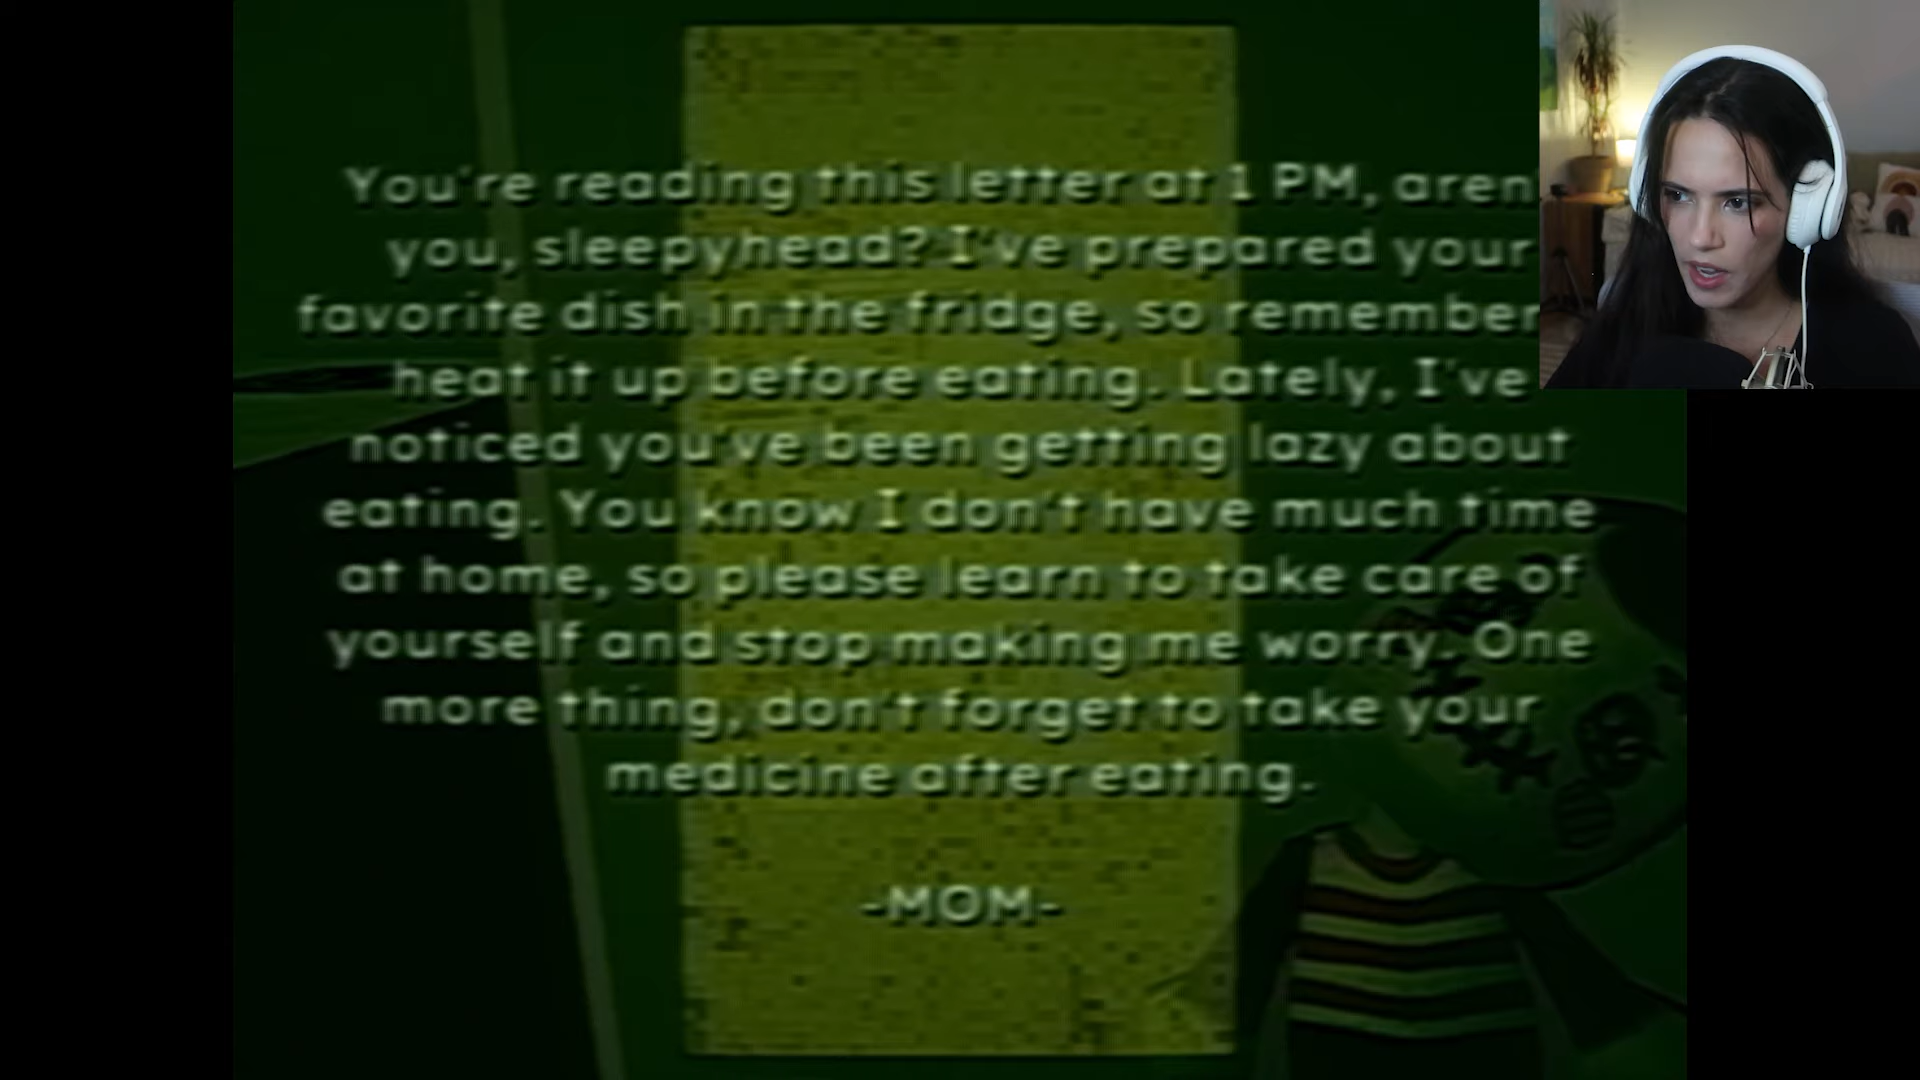 You're reading this letter at 1 PM, aren
you, sleepyhead? I've prepared your
favorite dish in the fridge, so remember
heat it up before eating. Lately, I've
noticed you've been getting lazy about
eating. You know I don't have much time
at home, so please learn to take care of
yourself and stop making me worry. One
more thing, don't forget to take your
medicine after eating.
-MOM-